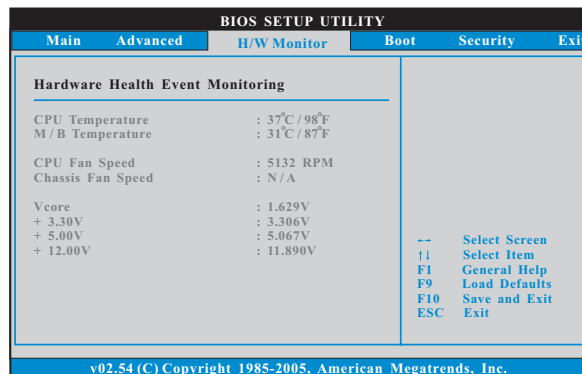 BIOS SETUP UTILITY
Main Advanced H/W Monitor Boot Security Exi
Hardware Health Event Monitoring
CPU Temperature : 37°C / 98°F
M / B Temperature : 31°C / 87°F
CPU Fan Speed : 5132 RPM
Chassis Fan Speed : N / A
Vcore : 1.629V
+ 3.30V : 3.306V
+ 5.00V : 5.067V
+ 12.00V : 11.890V
←→ Select Screen
↑↓ Select Item
F1 General Help
F9 Load Defaults
F10 Save and Exit
ESC Exit
v02.54 (C) Copyright 1985-2005, American Megatrends, Inc.